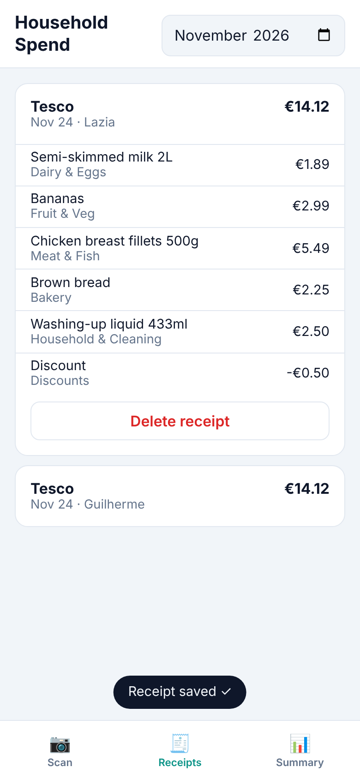 Household
Spend
November 2026
Tesco €14.12
Nov 24 · Lazia
Semi-skimmed milk 2L
Dairy & Eggs
€1.89
Bananas
Fruit & Veg
€2.99
Chicken breast fillets 500g
Meat & Fish
€5.49
Brown bread
Bakery
€2.25
Washing-up liquid 433ml
Household & Cleaning
€2.50
Discount
Discounts
-€0.50
Delete receipt
Tesco €14.12
Nov 24 · Guilherme
Receipt saved ✓
Scan Receipts Summary